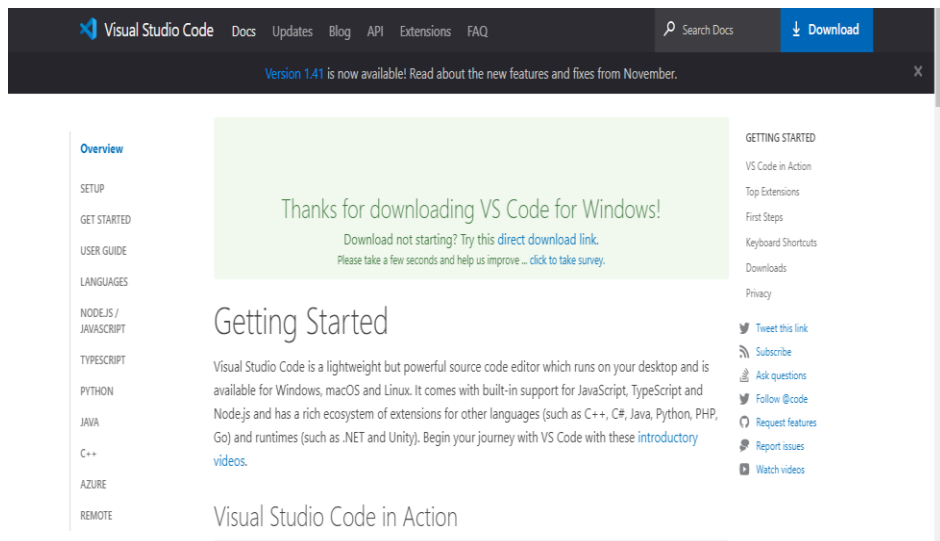 Visual Studio Code Docs Updates Blog API Extensions FAQ Search Docs Download
Version 1.41 is now available! Read about the new features and fixes from November. X
Overview
SETUP
GET STARTED
USER GUIDE
LANGUAGES
NODE.JS /
JAVASCRIPT
TYPESCRIPT
PYTHON
JAVA
C++
AZURE
REMOTE
Thanks for downloading VS Code for Windows!
Download not starting? Try this direct download link.
Please take a few seconds and help us improve ... click to take survey.
Getting Started
Visual Studio Code is a lightweight but powerful source code editor which runs on your desktop and is
available for Windows, macOS and Linux. It comes with built-in support for JavaScript, TypeScript and
Node.js and has a rich ecosystem of extensions for other languages (such as C++, C#, Java, Python, PHP,
Go) and runtimes (such as .NET and Unity). Begin your journey with VS Code with these introductory
videos.
Visual Studio Code in Action
GETTING STARTED
VS Code in Action
Top Extensions
First Steps
Keyboard Shortcuts
Downloads
Privacy
Tweet this link
Subscribe
Ask questions
Follow @code
Request features
Report issues
Watch videos